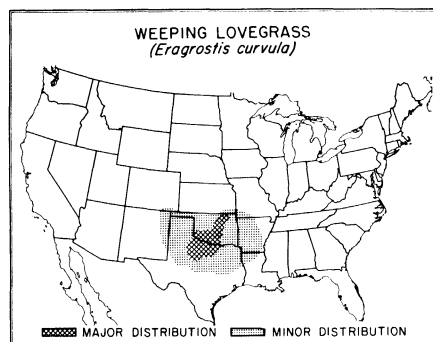 WEEPING LOVEGRASS
(Eragrostis curvula)
MAJOR DISTRIBUTION MINOR DISTRIBUTION